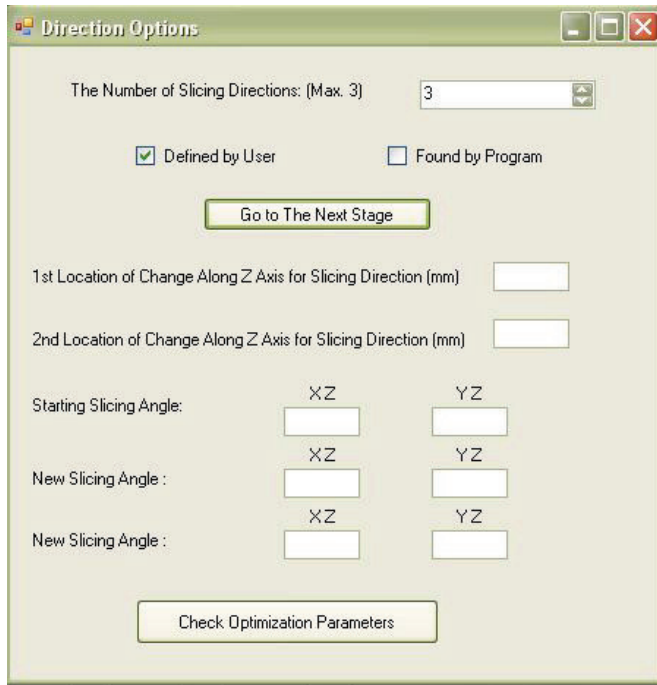 Direction Options
The Number of Slicing Directions: (Max. 3) 3
Defined by User Found by Program
Go to The Next Stage
1st Location of Change Along Z Axis for Slicing Direction (mm)
2nd Location of Change Along Z Axis for Slicing Direction (mm)
XZ YZ
Starting Slicing Angle:
XZ YZ
New Slicing Angle :
XZ YZ
New Slicing Angle :
Check Optimization Parameters